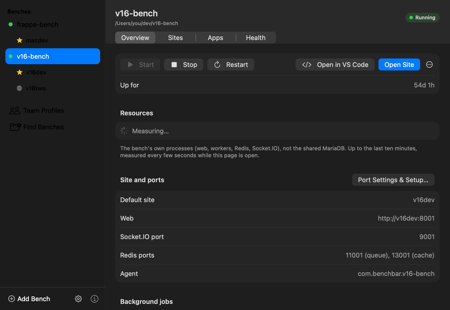 Benches
frappe-bench
v16-bench
v16dev
Team Profiles
Find Benches
Add Bench
v16-bench
/Users/you/dev/v16-bench
Running
Overview
Sites
Apps
Health
Start
Stop
Restart
Open in VS Code
Open Site
Up for
54d 1h
Resources
Measuring...
The bench's own processes (web, workers, Redis, Socket.IO), not the shared MariaDB. Up to the last ten minutes,
measured every few seconds while this page is open.
Site and ports
Port Settings & Setup...
Default site
v16dev
Web
http://v16dev:8001
Socket.IO port
9001
Redis ports
11001 (queue), 13001 (cache)
Agent
com.benchbar.v16-bench
Background jobs